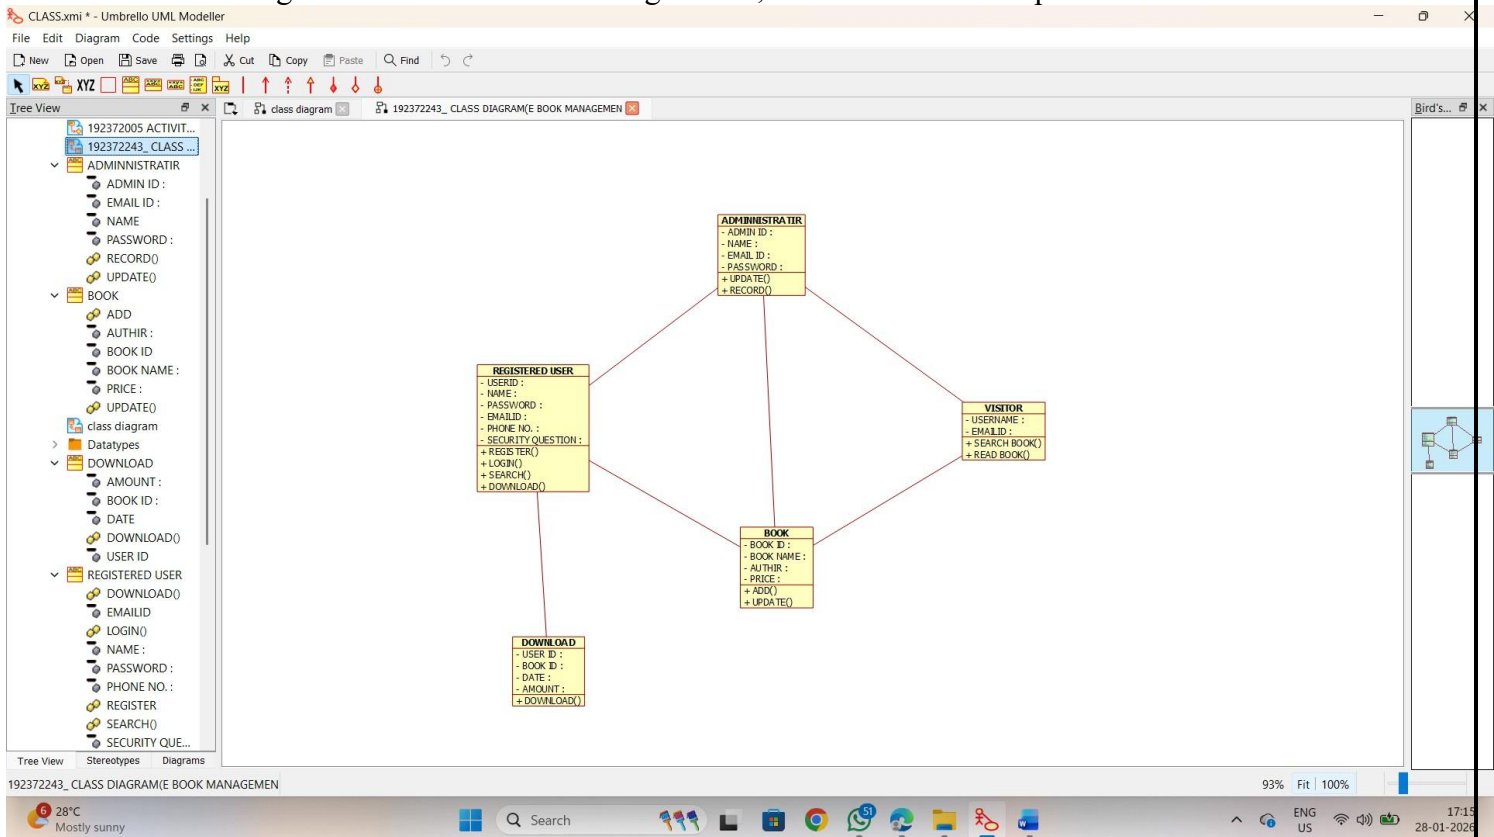 CLASS.xmi * - Umbrello UML Modeller
File Edit Diagram Code Settings Help
New Open Save Cut Copy Paste Find
XYZ
Tree View
class diagram
192372243_ CLASS DIAGRAM(E BOOK MANAGEMEN
Bird's...
192372005 ACTIVIT...
192372243_ CLASS ...
ADMINNISTRATIR
ADMIN ID :
EMAIL ID :
NAME
PASSWORD :
RECORD()
UPDATE()
BOOK
ADD
AUTHIR :
BOOK ID
BOOK NAME :
PRICE :
UPDATE()
class diagram
Datatypes
DOWNLOAD
AMOUNT :
BOOK ID :
DATE
DOWNLOAD()
USER ID
REGISTERED USER
DOWNLOAD()
EMAILID
LOGIN()
NAME :
PASSWORD :
PHONE NO. :
REGISTER
SEARCH()
SECURITY QUE...
Tree View Stereotypes Diagrams
ADMINNISTRATIR
- ADMIN ID :
- NAME :
- EMAIL ID :
- PASSWORD :
+ UPDATE()
+ RECORD()
REGISTERED USER
- USERID :
- NAME :
- PASSWORD :
- EMAILID :
- PHONE NO. :
- SECURITY QUESTION :
+ REGISTER()
+ LOGIN()
+ SEARCH()
+ DOWNLOAD()
VISITOR
- USERNAME :
- EMAILID :
+ SEARCH BOOK()
+ READ BOOK()
BOOK
- BOOK ID :
- BOOK NAME :
- AUTHIR :
- PRICE :
+ ADD()
+ UPDATE()
DOWNLOAD
- USER ID :
- BOOK ID :
- DATE :
- AMOUNT :
+ DOWNLOAD()
192372243_ CLASS DIAGRAM(E BOOK MANAGEMEN
93% Fit 100%
6
28°C
Mostly sunny
Search
51
ENG
US
17:15
28-01-2026